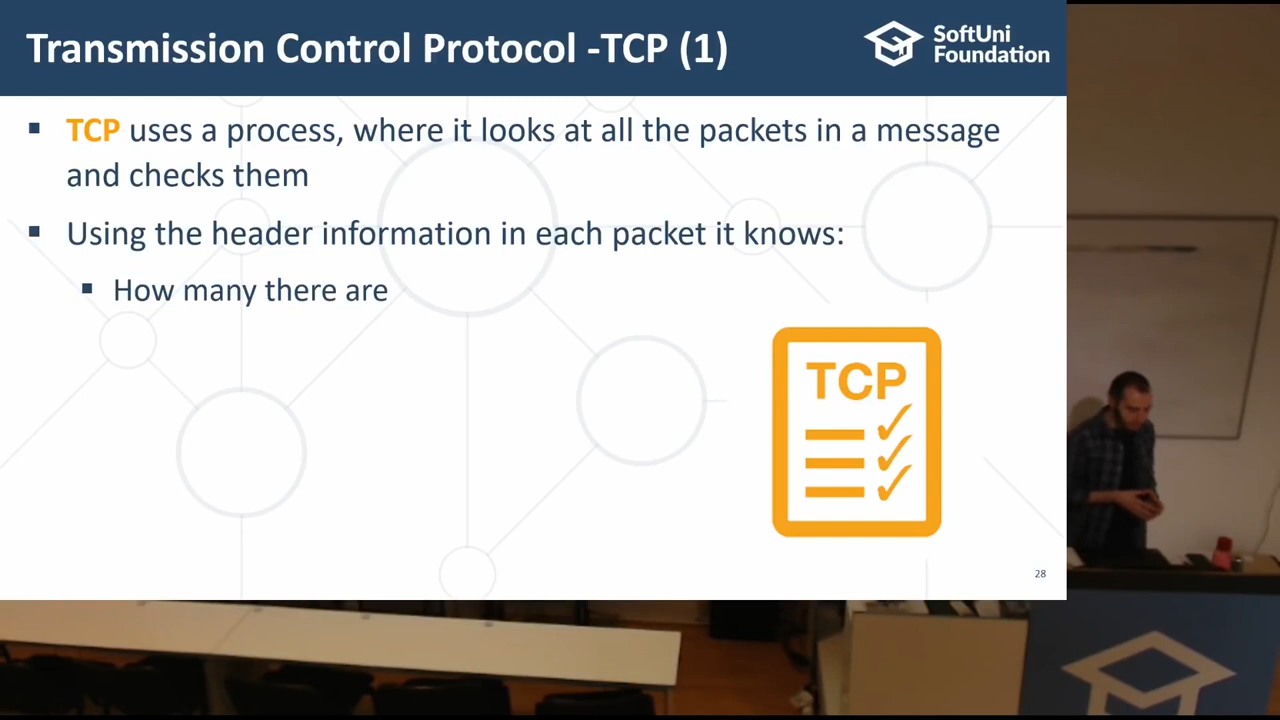 Transmission Control Protocol -TCP (1)
SoftUni
Foundation
TCP uses a process, where it looks at all the packets in a message
and checks them
Using the header information in each packet it knows:
How many there are
TCP
28